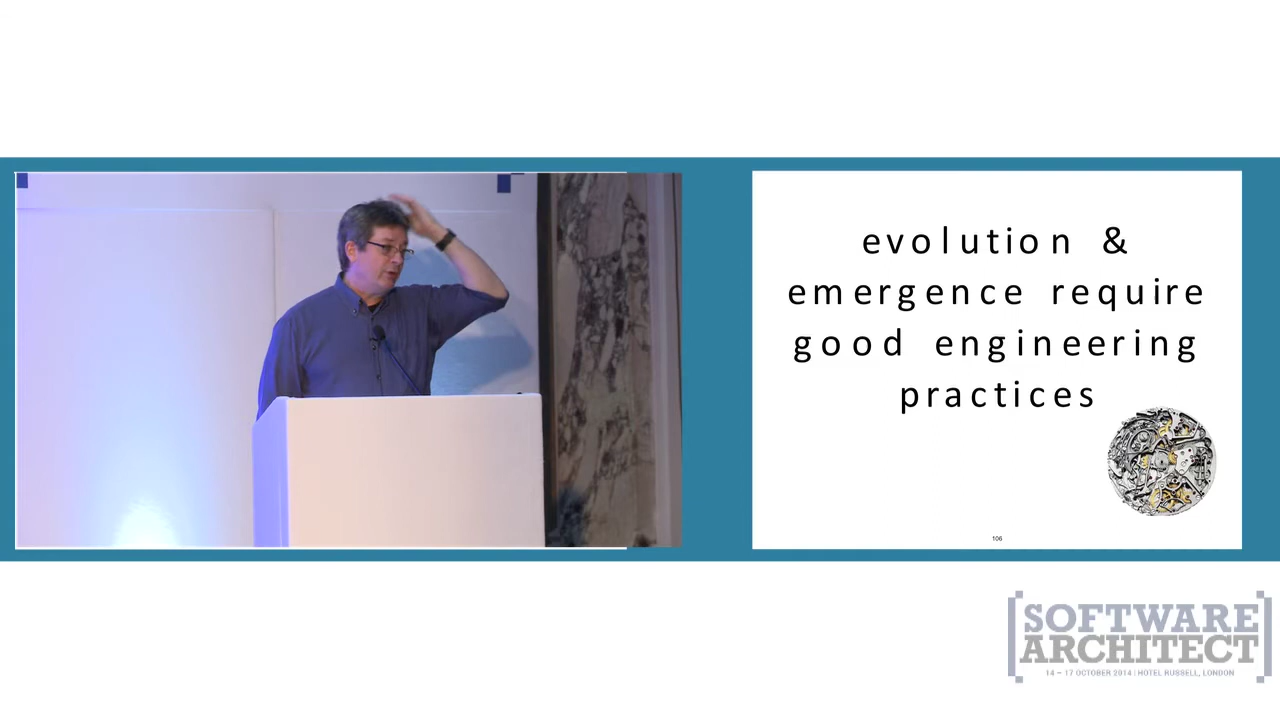 evolution &
emergence require
good engineering
practices
106
SOFTWARE
ARCHITECT
14 – 17 OCTOBER 2014 | HOTEL RUSSELL, LONDON